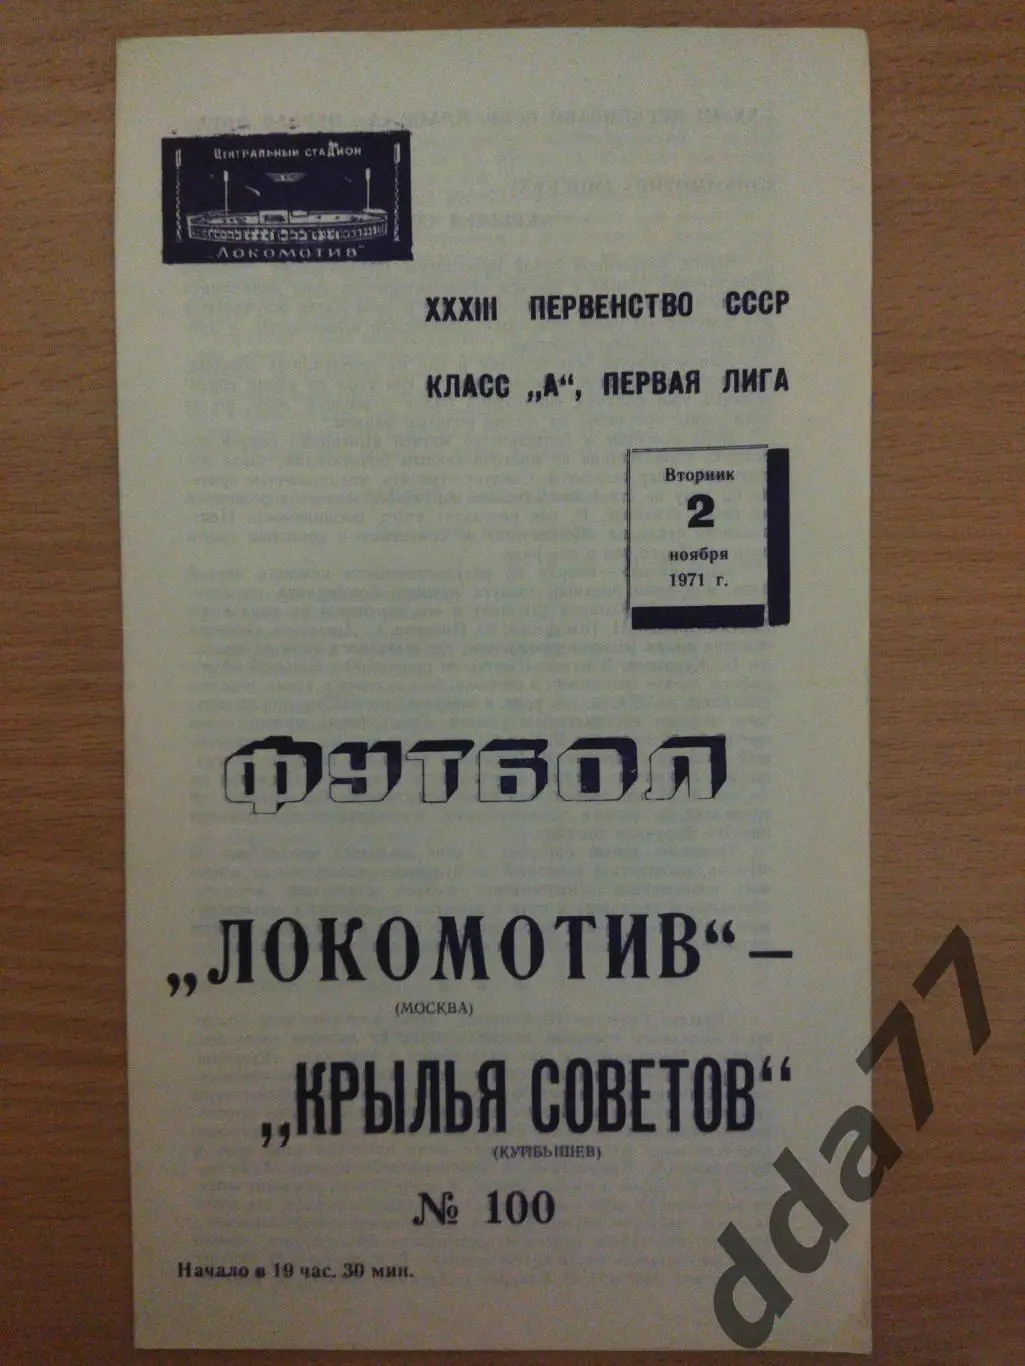 Центральный стадион
„Локомотив"
XXXIII ПЕРВЕНСТВО СССР
КЛАСС „А“, ПЕРВАЯ ЛИГА
Вторник
2
ноября
1971 г.
ФУТБОЛ
„ЛОКОМОТИВ“ –
(МОСКВА)
„КРЫЛЬЯ СОВЕТОВ“
(КУЙБЫШЕВ)
№ 100
Начало в 19 час. 30 мин.
dda77